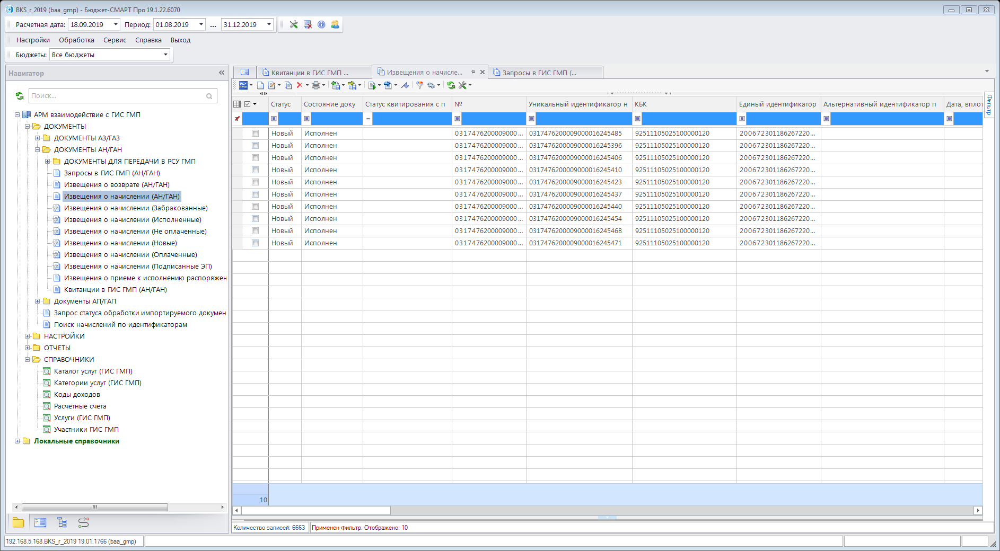 BKS_r_2019 (baa_gmp) - Бюджет-СМАРТ Про 19.1.22.6070
Расчетная дата: 18.09.2019 Период: 01.08.2019 ... 31.12.2019
Настройки Обработка Сервис Справка Выход
Бюджеты: Все бюджеты
Навигатор
Поиск...
АРМ взаимодействие с ГИС ГМП
ДОКУМЕНТЫ
ДОКУМЕНТЫ АЗ/ГАЗ
ДОКУМЕНТЫ АН/ГАН
ДОКУМЕНТЫ ДЛЯ ПЕРЕДАЧИ В РСУ ГМП
Запросы в ГИС ГМП (АН/ГАН)
Извещения о возврате (АН/ГАН)
Извещения о начислении (АН/ГАН)
Извещения о начислении (Забракованные)
Извещения о начислении (Исполненные)
Извещения о начислении (Не оплаченные)
Извещения о начислении (Новые)
Извещения о начислении (Оплаченные)
Извещения о начислении (Подписанные ЭП)
Извещения о приеме к исполнению распоряжен
Квитанции в ГИС ГМП (АН/ГАН)
Документы АП/ГАП
Запрос статуса обработки импортируемого докумен
Поиск начислений по идентификаторам
НАСТРОЙКИ
ОТЧЕТЫ
СПРАВОЧНИКИ
Каталог услуг (ГИС ГМП)
Категории услуг (ГИС ГМП)
Коды доходов
Расчетные счета
Услуги (ГИС ГМП)
Участники ГИС ГМП
Локальные справочники
Квитанции в ГИС ГМП ... Извещения о начисле... Запросы в ГИС ГМП (...
РСУ ГМП
Статус Состояние доку Статус квитирования с п № Уникальный идентификатор н КБК Единый идентификатор Альтернативный идентификатор п Дата, вплот
Новый Исполнен 0317476200009000... 0317476200009000016245485 92511105025100000120 200672301186267220...
Новый Исполнен 0317476200009000... 0317476200009000016245396 92511105025100000120 200672301186267220...
Новый Исполнен 0317476200009000... 0317476200009000016245406 92511105025100000120 200672301186267220...
Новый Исполнен 0317476200009000... 0317476200009000016245410 92511105025100000120 200672301186267220...
Новый Исполнен 0317476200009000... 0317476200009000016245423 92511105025100000120 200672301186267220...
Новый Исполнен 0317476200009000... 0317476200009000016245437 92511105025100000120 200672301186267220...
Новый Исполнен 0317476200009000... 0317476200009000016245440 92511105025100000120 200672301186267220...
Новый Исполнен 0317476200009000... 0317476200009000016245454 92511105025100000120 200672301186267220...
Новый Исполнен 0317476200009000... 0317476200009000016245468 92511105025100000120 200672301186267220...
Новый Исполнен 0317476200009000... 0317476200009000016245471 92511105025100000120 200672301186267220...
10
Фильтр
Количество записей: 6663 Применен фильтр. Отображено: 10
192.168.5.168.BKS_r_2019 19.01.1766 (baa_gmp)